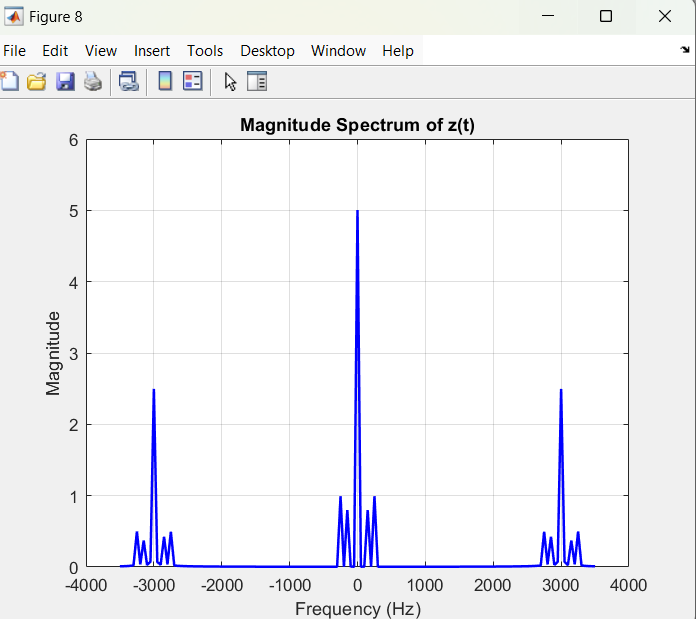 Figure 8
File Edit View Insert Tools Desktop Window Help
Magnitude Spectrum of z(t)
6
5
4
3
2
1
0
Magnitude
-4000 -3000 -2000 -1000 0 1000 2000 3000 4000
Frequency (Hz)